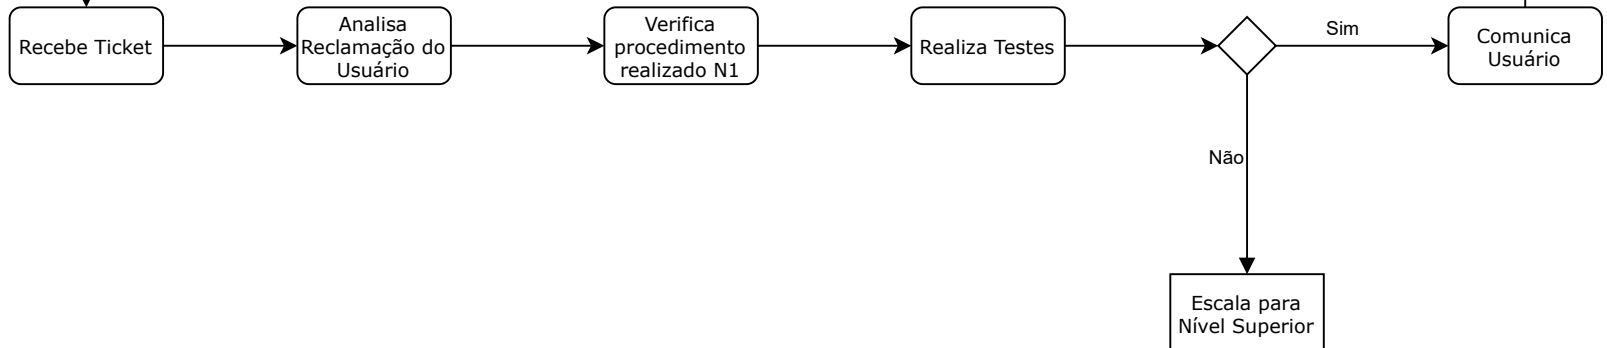 Recebe Ticket
Analisa
Reclamação do
Usuário
Verifica
procedimento
realizado N1
Realiza Testes
Sim
Comunica
Usuário
Não
Escala para
Nível Superior